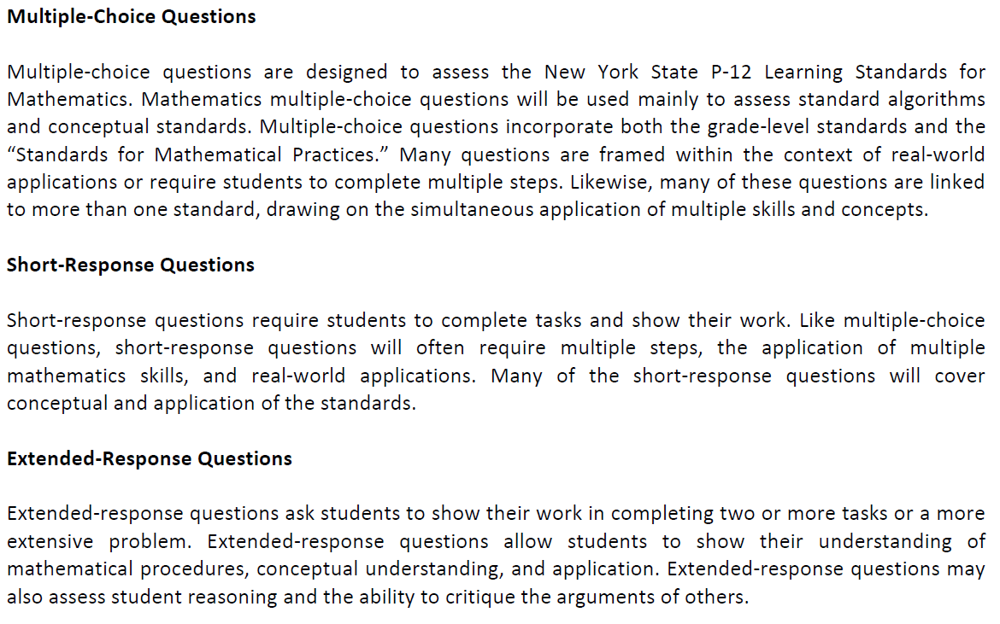 Multiple-Choice Questions
Multiple-choice questions are designed to assess the New York State P-12 Learning Standards for
Mathematics. Mathematics multiple-choice questions will be used mainly to assess standard algorithms
and conceptual standards. Multiple-choice questions incorporate both the grade-level standards and the
“Standards for Mathematical Practices.” Many questions are framed within the context of real-world
applications or require students to complete multiple steps. Likewise, many of these questions are linked
to more than one standard, drawing on the simultaneous application of multiple skills and concepts.
Short-Response Questions
Short-response questions require students to complete tasks and show their work. Like multiple-choice
questions, short-response questions will often require multiple steps, the application of multiple
mathematics skills, and real-world applications. Many of the short-response questions will cover
conceptual and application of the standards.
Extended-Response Questions
Extended-response questions ask students to show their work in completing two or more tasks or a more
extensive problem. Extended-response questions allow students to show their understanding of
mathematical procedures, conceptual understanding, and application. Extended-response questions may
also assess student reasoning and the ability to critique the arguments of others.